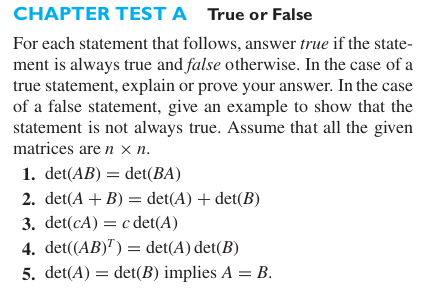 CHAPTER TEST A True or False
For each statement that follows, answer true if the state-
ment is always true and false otherwise. In the case of a
true statement, explain or prove your answer. In the case
of a false statement, give an example to show that the
statement is not always true. Assume that all the given
matrices are n × n.
1. det(AB) = det(BA)
2. det(A + B) = det(A) + det(B)
3. det(cA) = c det(A)
4. det((AB)ᵀ) = det(A) det(B)
5. det(A) = det(B) implies A = B.